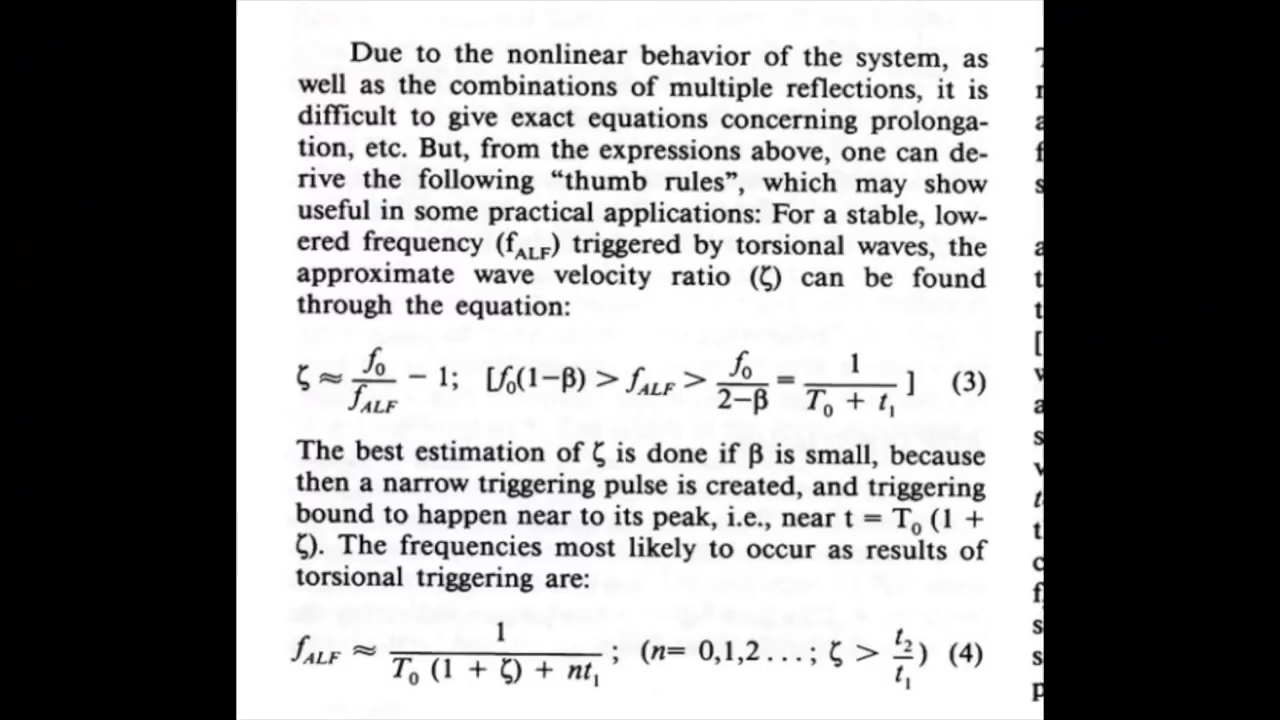 Due to the nonlinear behavior of the system, as
well as the combinations of multiple reflections, it is
difficult to give exact equations concerning prolonga-
tion, etc. But, from the expressions above, one can de-
rive the following “thumb rules”, which may show
useful in some practical applications: For a stable, low-
ered frequency (f_ALF) triggered by torsional waves, the
approximate wave velocity ratio (ζ) can be found
through the equation:
ζ ≈ f₀/f_ALF − 1; [f₀(1−β) > f_ALF > f₀/(2−β) = 1/(T₀ + t₁)] (3)
The best estimation of ζ is done if β is small, because
then a narrow triggering pulse is created, and triggering
bound to happen near to its peak, i.e., near t = T₀ (1 +
ζ). The frequencies most likely to occur as results of
torsional triggering are:
f_ALF ≈ 1/(T₀ (1 + ζ) + nt₁) ; (n= 0,1,2 . . . ; ζ > t₂/t₁) (4)